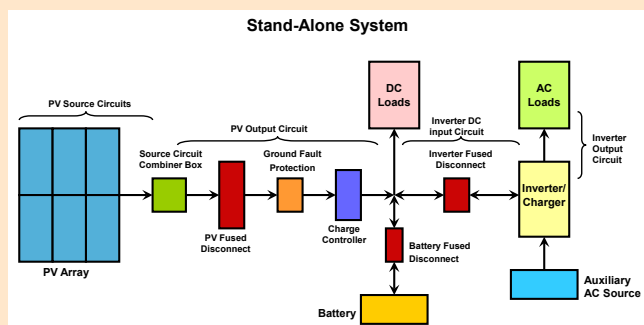 Stand-Alone System
PV Source Circuits
PV Output Circuit
DC
Loads
Inverter DC
input Circuit
AC
Loads
Inverter
Output
Circuit
Source Circuit
Combiner Box
Ground Fault
Protection
Inverter Fused
Disconnect
Inverter/
Charger
PV Fused
Disconnect
Charge
Controller
Battery Fused
Disconnect
PV Array
Battery
Auxiliary
AC Source